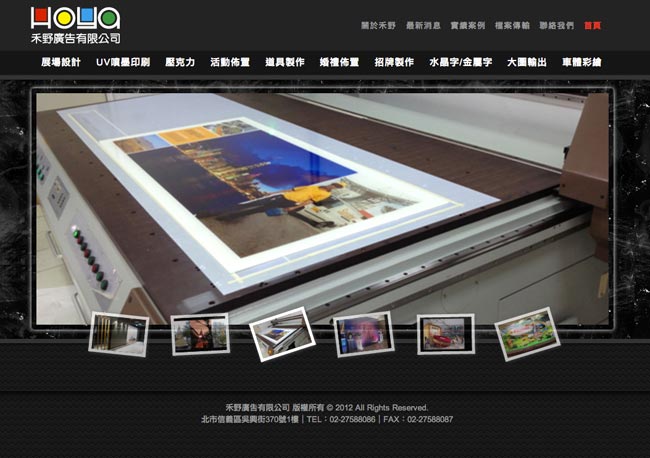 HOYA
禾野廣告有限公司
關於禾野 最新消息 實績案例 檔案傳輸 聯絡我們 首頁
展場設計 UV噴墨印刷 壓克力 活動佈置 道具製作 婚禮佈置 招牌製作 水晶字/金屬字 大圖輸出 車體彩繪
禾野廣告有限公司 版權所有 © 2012 All Rights Reserved.
北市信義區吳興街370號1樓｜TEL：02-27588086｜FAX：02-27588087